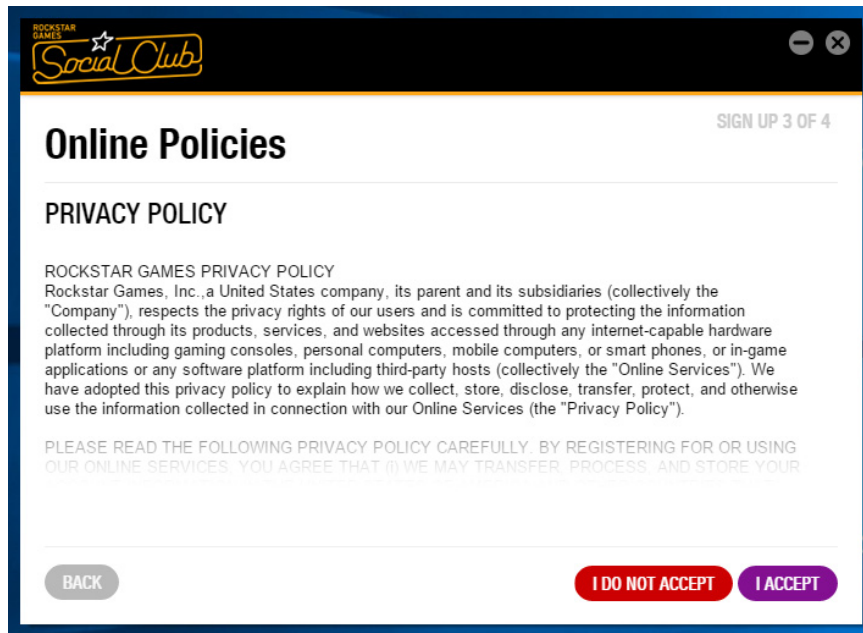 ROCKSTAR
GAMES
Social Club
SIGN UP 3 OF 4
Online Policies
PRIVACY POLICY
ROCKSTAR GAMES PRIVACY POLICY
Rockstar Games, Inc.,a United States company, its parent and its subsidiaries (collectively the
"Company"), respects the privacy rights of our users and is committed to protecting the information
collected through its products, services, and websites accessed through any internet-capable hardware
platform including gaming consoles, personal computers, mobile computers, or smart phones, or in-game
applications or any software platform including third-party hosts (collectively the "Online Services"). We
have adopted this privacy policy to explain how we collect, store, disclose, transfer, protect, and otherwise
use the information collected in connection with our Online Services (the "Privacy Policy").
PLEASE READ THE FOLLOWING PRIVACY POLICY CAREFULLY. BY REGISTERING FOR OR USING
OUR ONLINE SERVICES, YOU AGREE THAT (i) WE MAY TRANSFER, PROCESS, AND STORE YOUR
BACK
I DO NOT ACCEPT
I ACCEPT